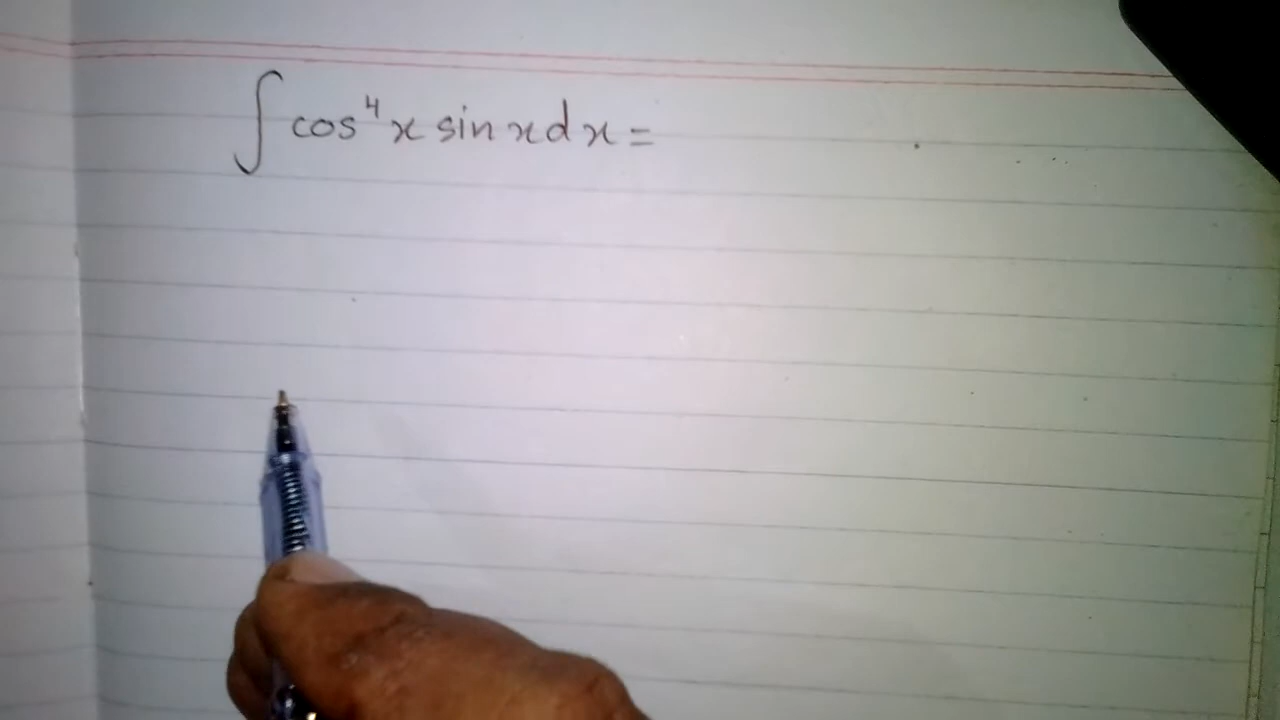 ∫ cos⁴x sin x dx =